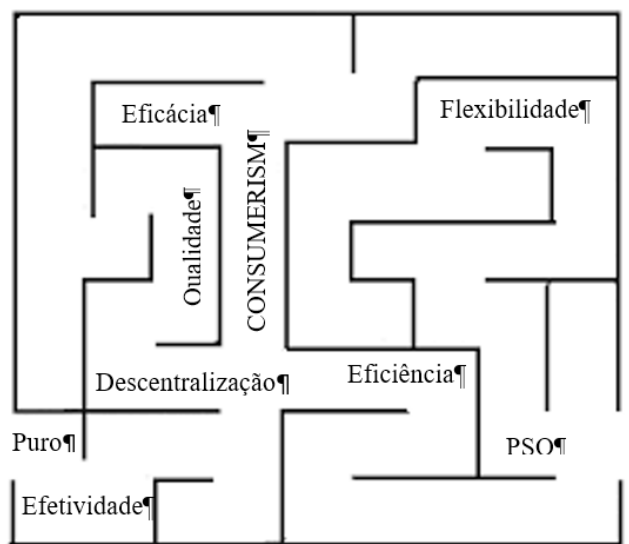 Eficácia¶
Flexibilidade¶
CONSUMERISM¶
Qualidade¶
Descentralização¶
Eficiência¶
Puro¶
PSO¶
Efetividade¶